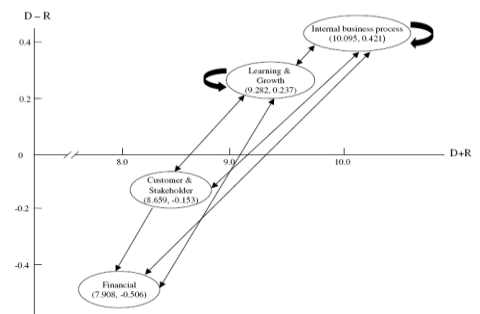 D – R
Internal business process
(10.095, 0.421)
0.4
Learning &
Growth
(9.282, 0.237)
0.2
0
8.0
9.0
10.0
D+R
Customer &
Stakeholder
(8.659, -0.153)
-0.2
-0.4
Financial
(7.908, -0.506)